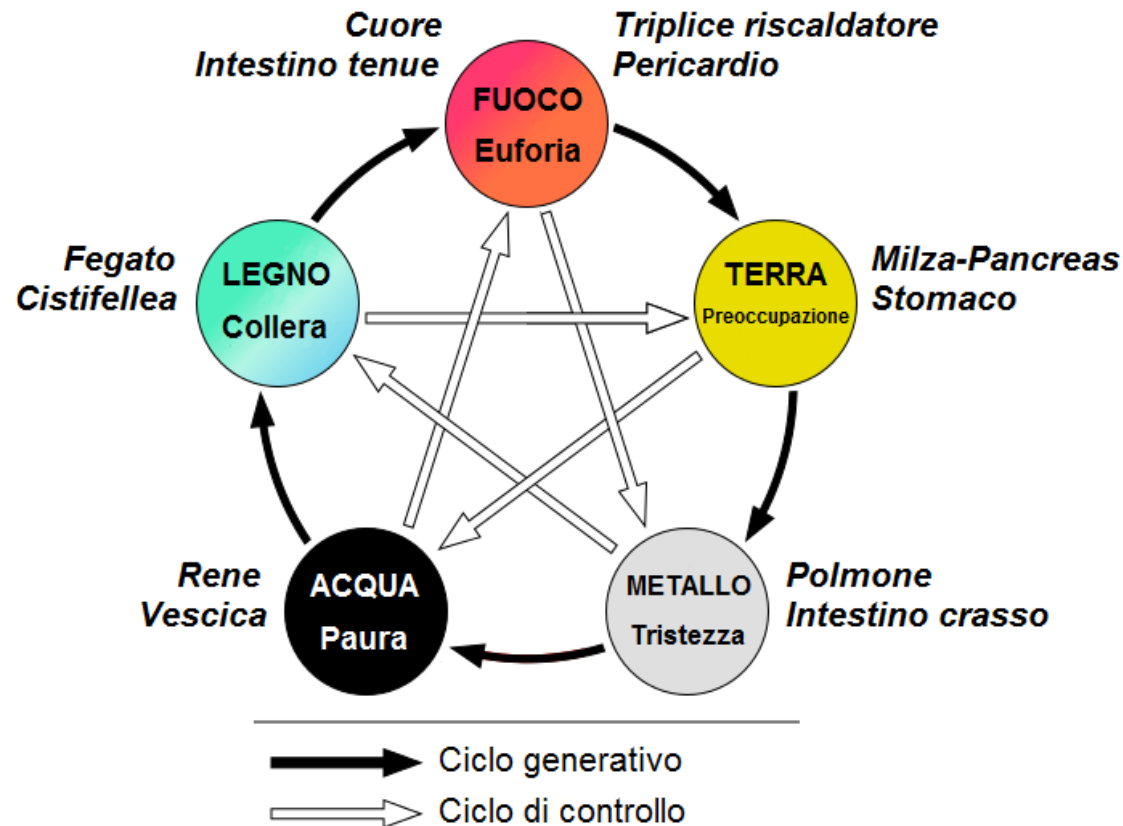 Cuore
Intestino tenue
Triplice riscaldatore
Pericardio
FUOCO
Euforia
Fegato
Cistifellea
LEGNO
Collera
TERRA
Preoccupazione
Milza-Pancreas
Stomaco
Rene
Vescica
ACQUA
Paura
METALLO
Tristezza
Polmone
Intestino crasso
Ciclo generativo
Ciclo di controllo